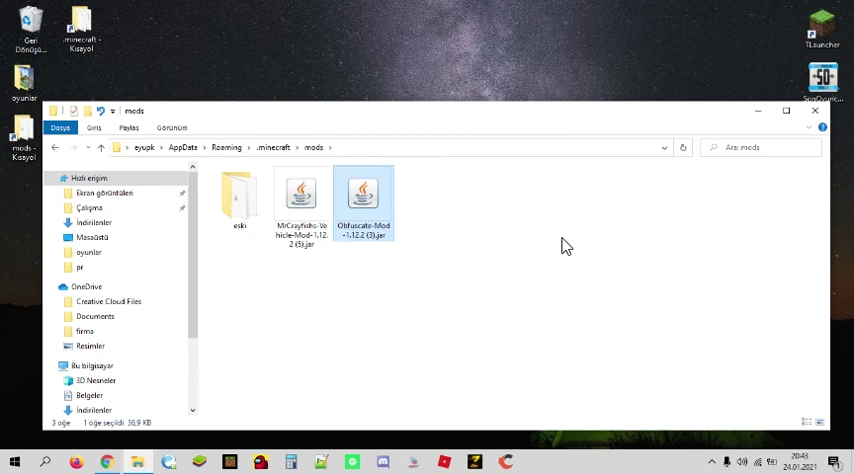 Geri
Dönüşü...
.minecraft -
Kısayol
TLauncher
oyunlar
SonOyuncu...
mods -
Kısayol
mods
Dosya
Giriş
Paylaş
Görünüm
eyupk > AppData > Roaming > .minecraft > mods >
Ara: mods
Hızlı erişim
Ekran görüntüleri
Çalışma
İndirilenler
Masaüstü
oyunlar
pr
OneDrive
Creative Cloud Files
Documents
firma
Resimler
Bu bilgisayar
3D Nesneler
Belgeler
İndirilenler
eski
MrCrayfishs-Ve
hicle-Mod-1.12.
2 (5).jar
Obfuscate-Mod
-1.12.2 (3).jar
3 öğe
1 öğe seçildi 36,9 KB
20:43
24.01.2021